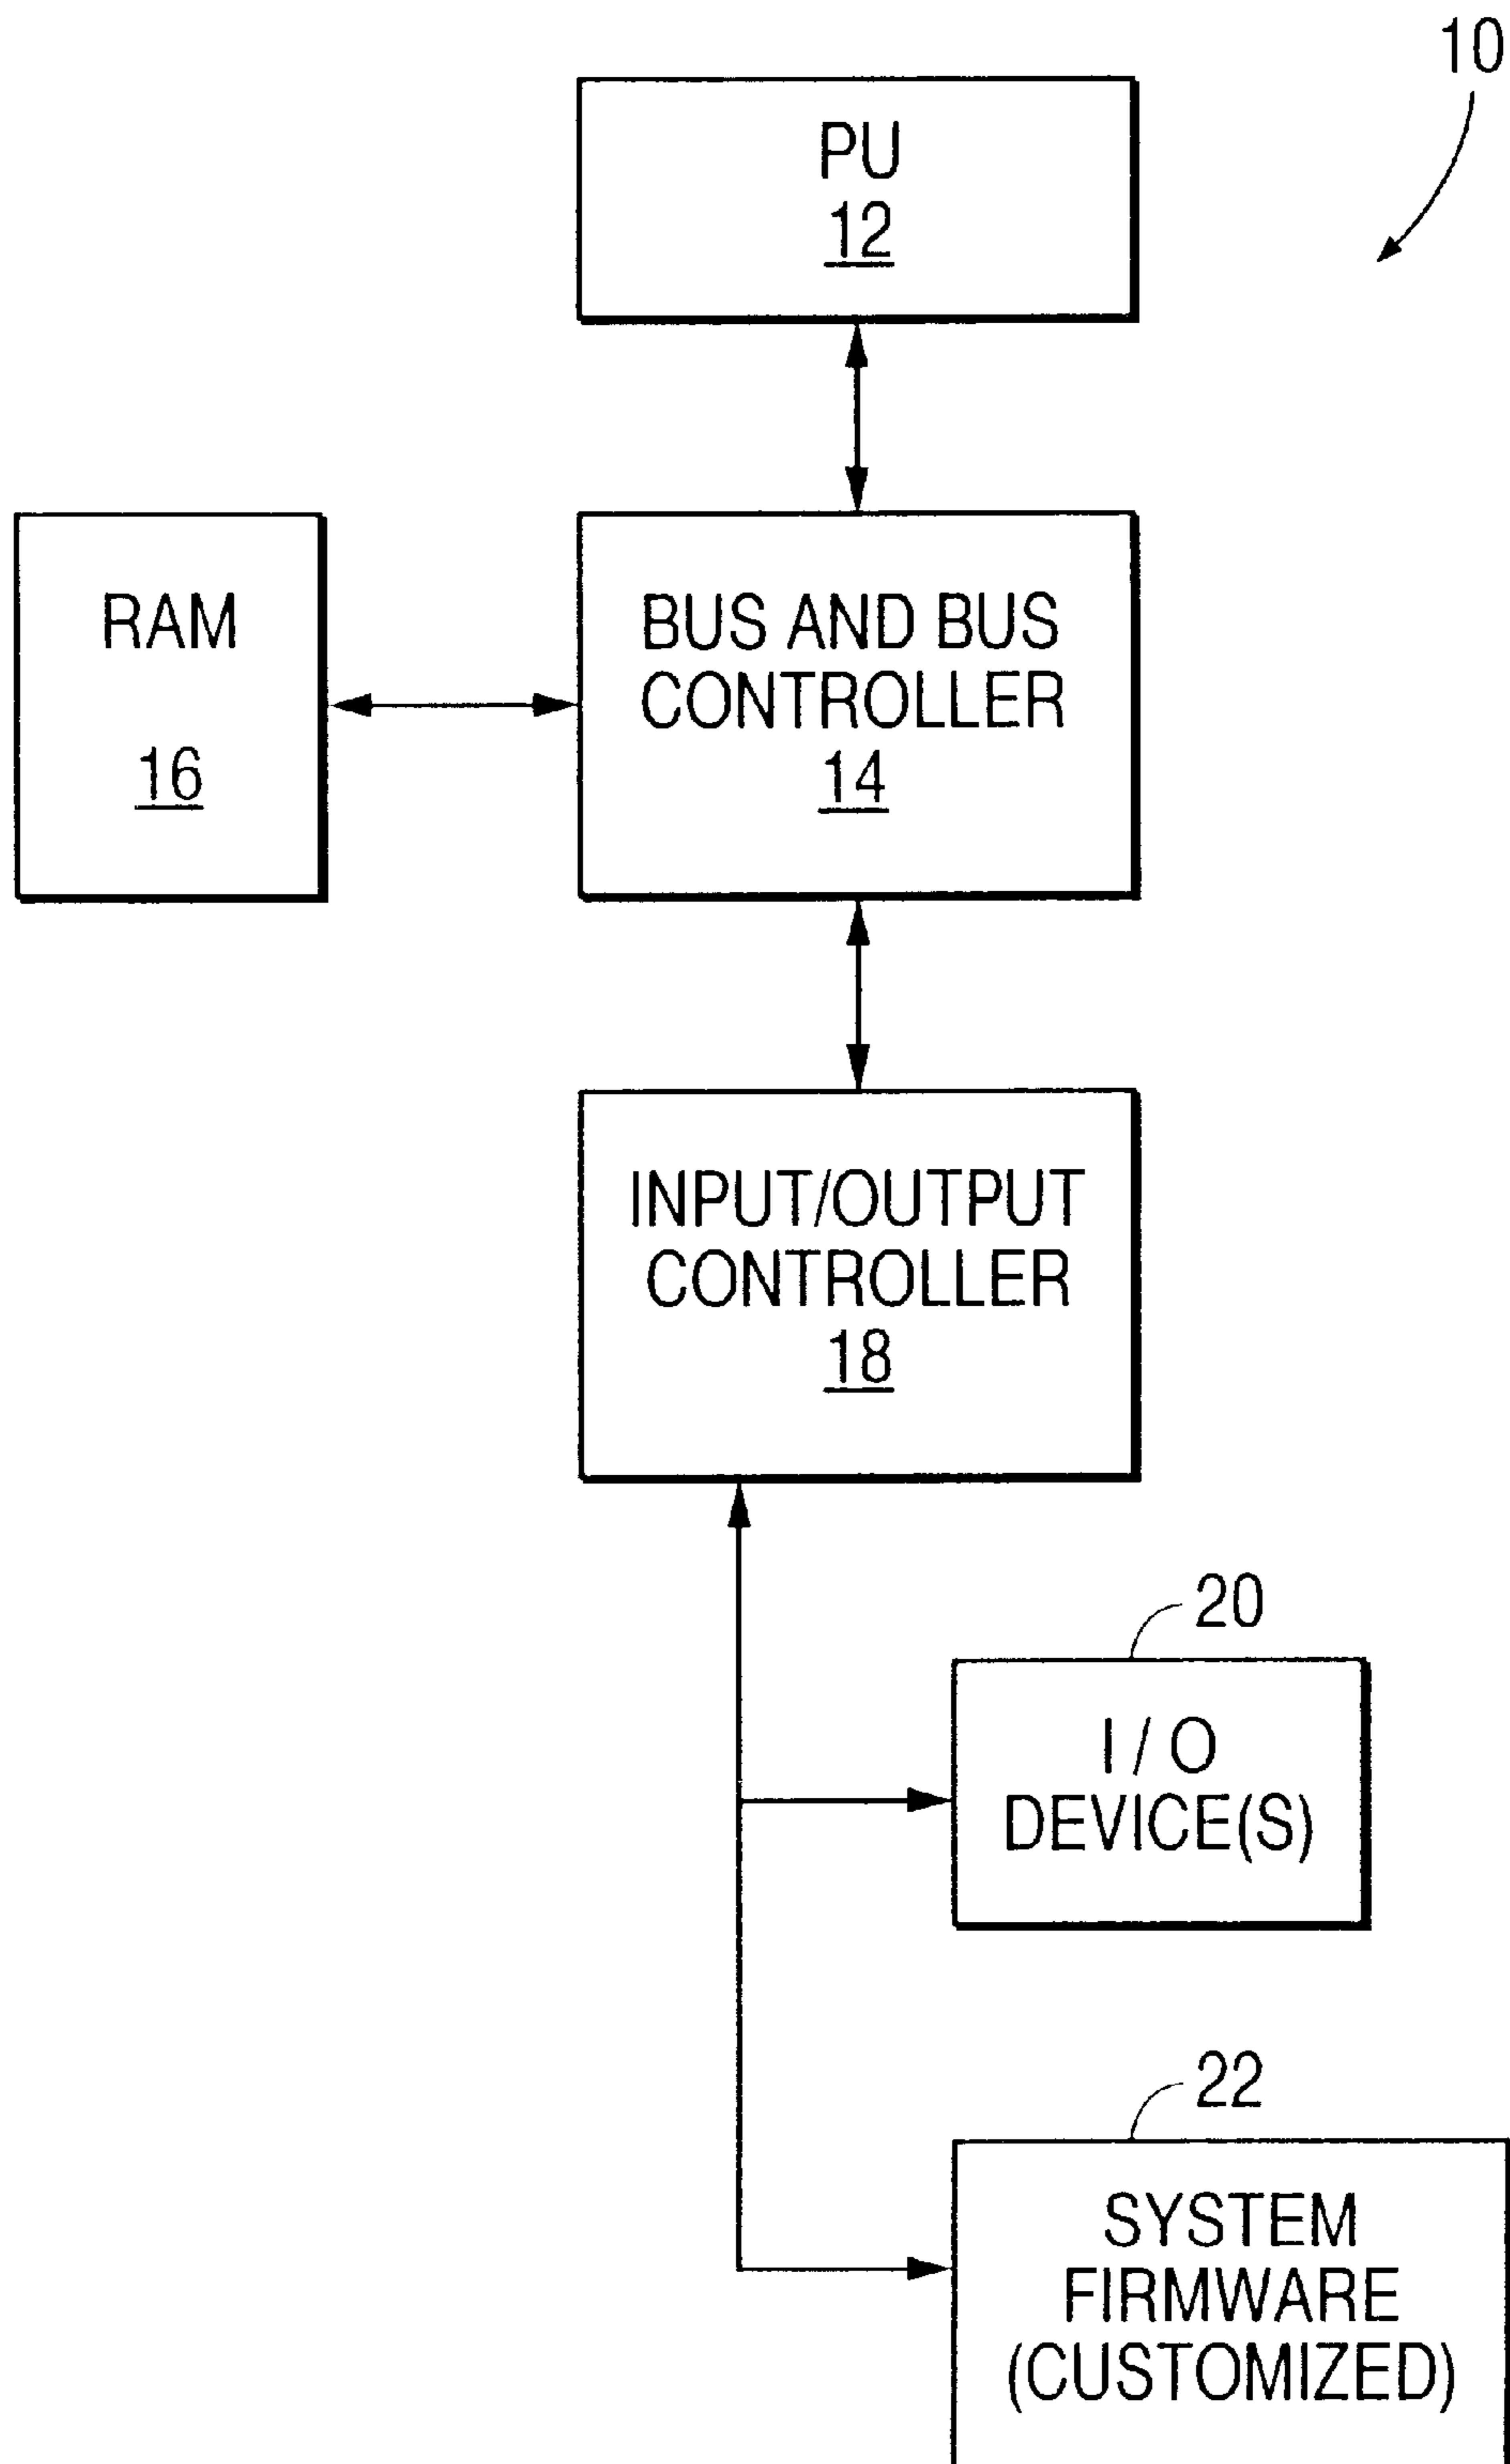 10
PU
12
RAM
16
BUS AND BUS
CONTROLLER
14
INPUT/OUTPUT
CONTROLLER
18
20
I / O
DEVICE(S)
22
SYSTEM
FIRMWARE
(CUSTOMIZED)